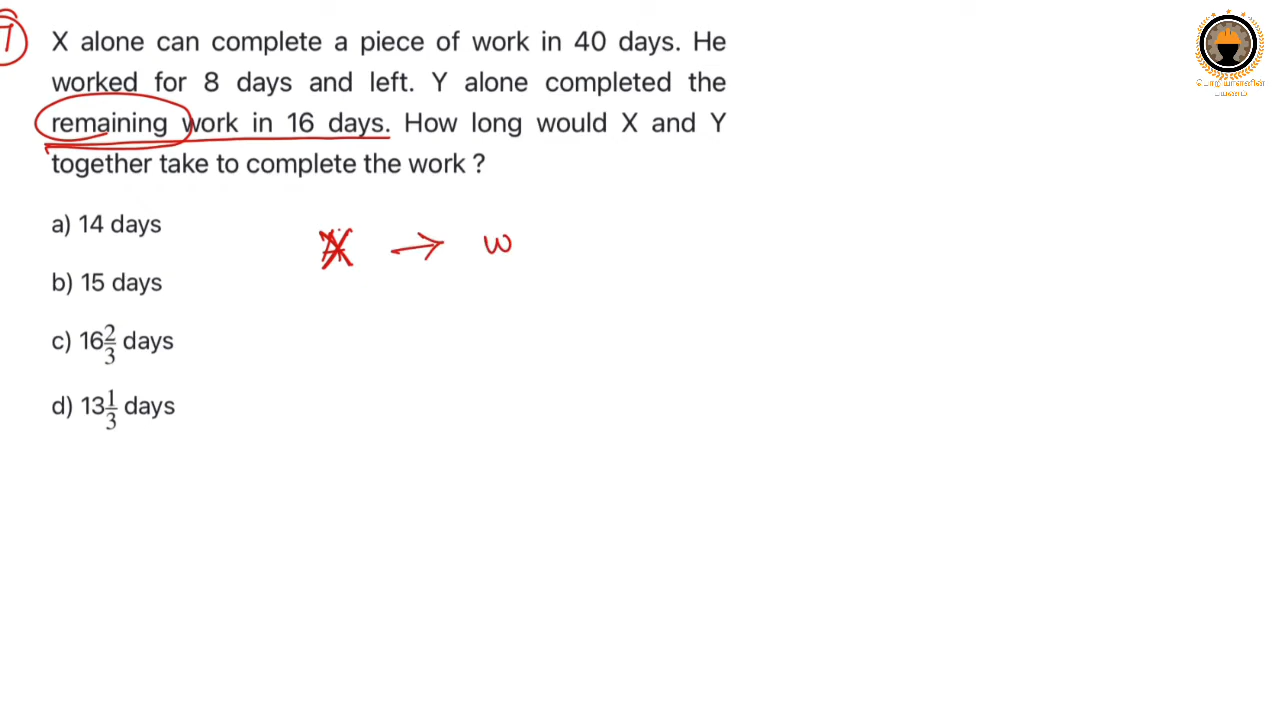 7
X alone can complete a piece of work in 40 days. He
worked for 8 days and left. Y alone completed the
remaining work in 16 days. How long would X and Y
together take to complete the work ?
a) 14 days
b) 15 days
c) 16 2/3 days
d) 13 1/3 days
X → w
பொறியாளனின்
பயணம்